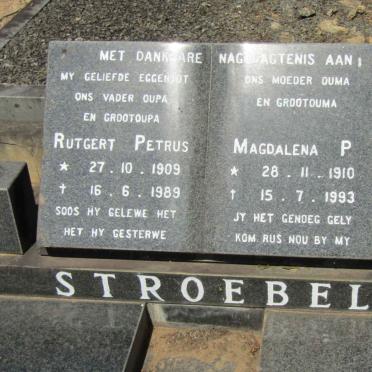 MET DANKBARE NAGEDAGTENIS AAN:
MY GELIEFDE EGGENOOT
ONS VADER OUPA
EN GROOTOUPA
RUTGERT PETRUS
* 27.10.1909
† 16.6.1989
SOOS HY GELEWE HET
HET HY GESTERWE
ONS MOEDER OUMA
EN GROOTOUMA
MAGDALENA P
* 28.11.1910
† 15.7.1993
JY HET GENOEG GELY
KOM RUS NOU BY MY
STROEBEL